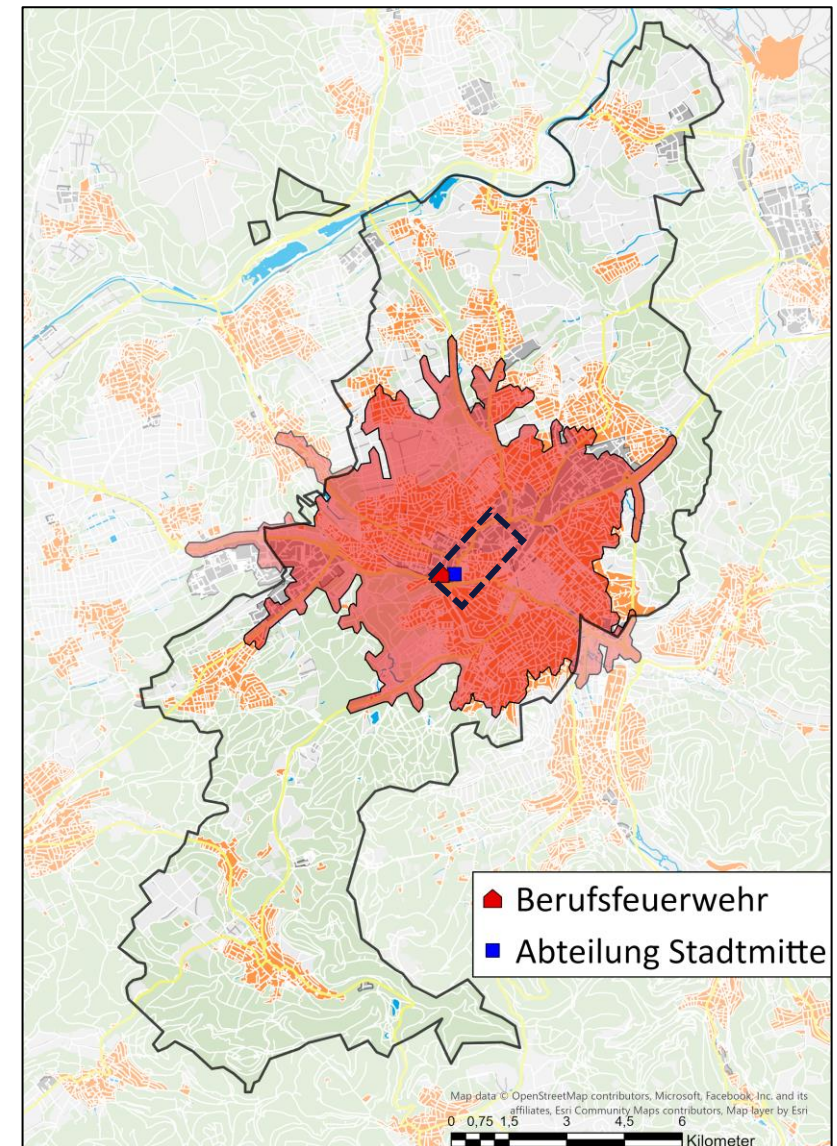 Berufsfeuerwehr
Abteilung Stadtmitte
Map data © OpenStreetMap contributors, Microsoft, Facebook, Inc. and its
affiliates, Esri Community Maps contributors, Map layer by Esri
0 0,75 1,5 3 4,5 6
Kilometer